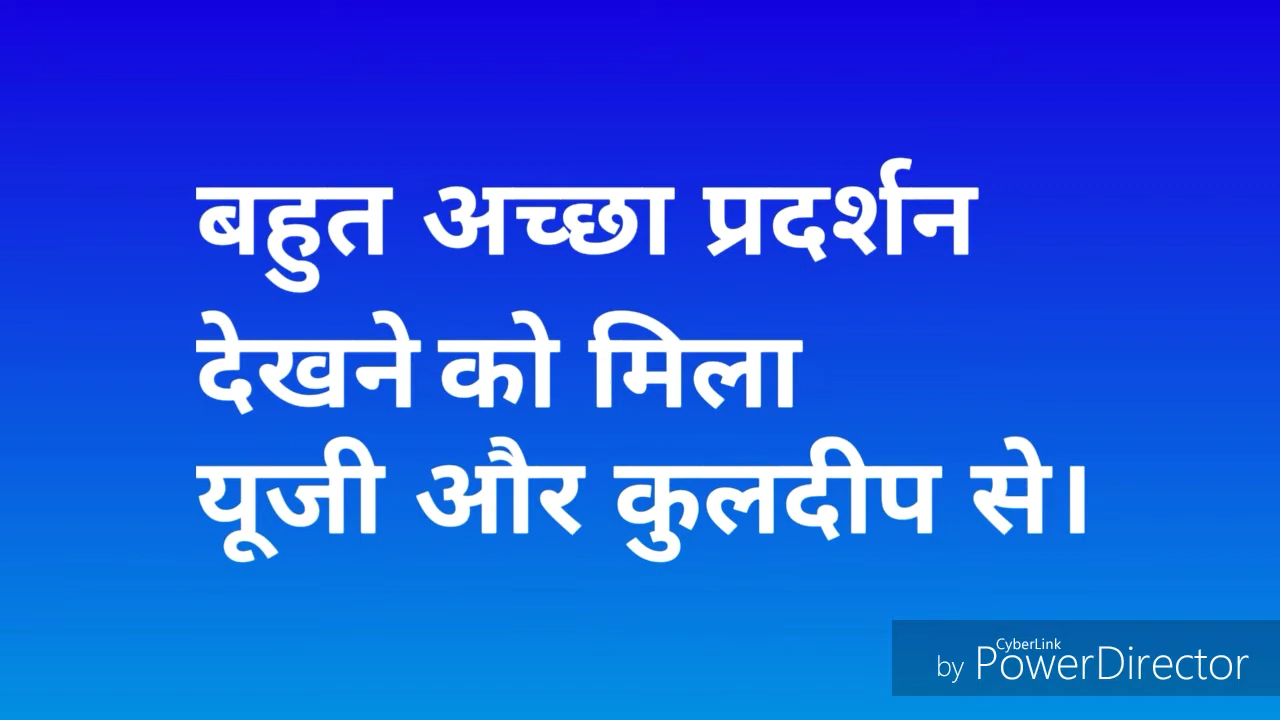 बहुत अच्छा प्रदर्शन
देखने को मिला
यूजी और कुलदीप से।
CyberLink
by PowerDirector